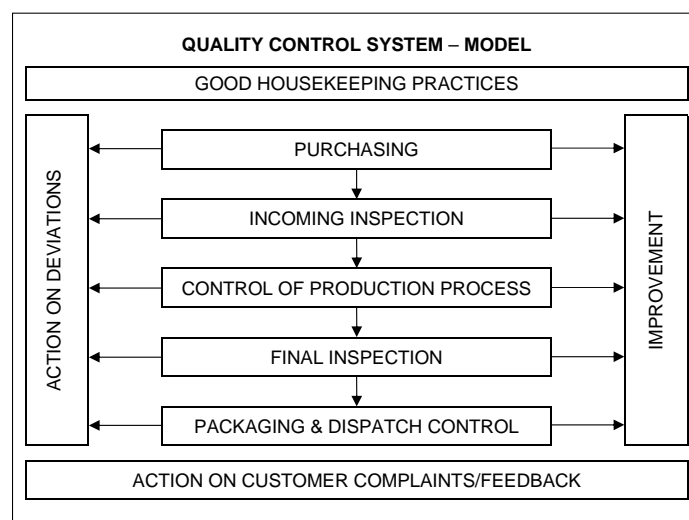 QUALITY CONTROL SYSTEM – MODEL
GOOD HOUSEKEEPING PRACTICES
ACTION ON DEVIATIONS
PURCHASING
INCOMING INSPECTION
CONTROL OF PRODUCTION PROCESS
FINAL INSPECTION
PACKAGING & DISPATCH CONTROL
IMPROVEMENT
ACTION ON CUSTOMER COMPLAINTS/FEEDBACK